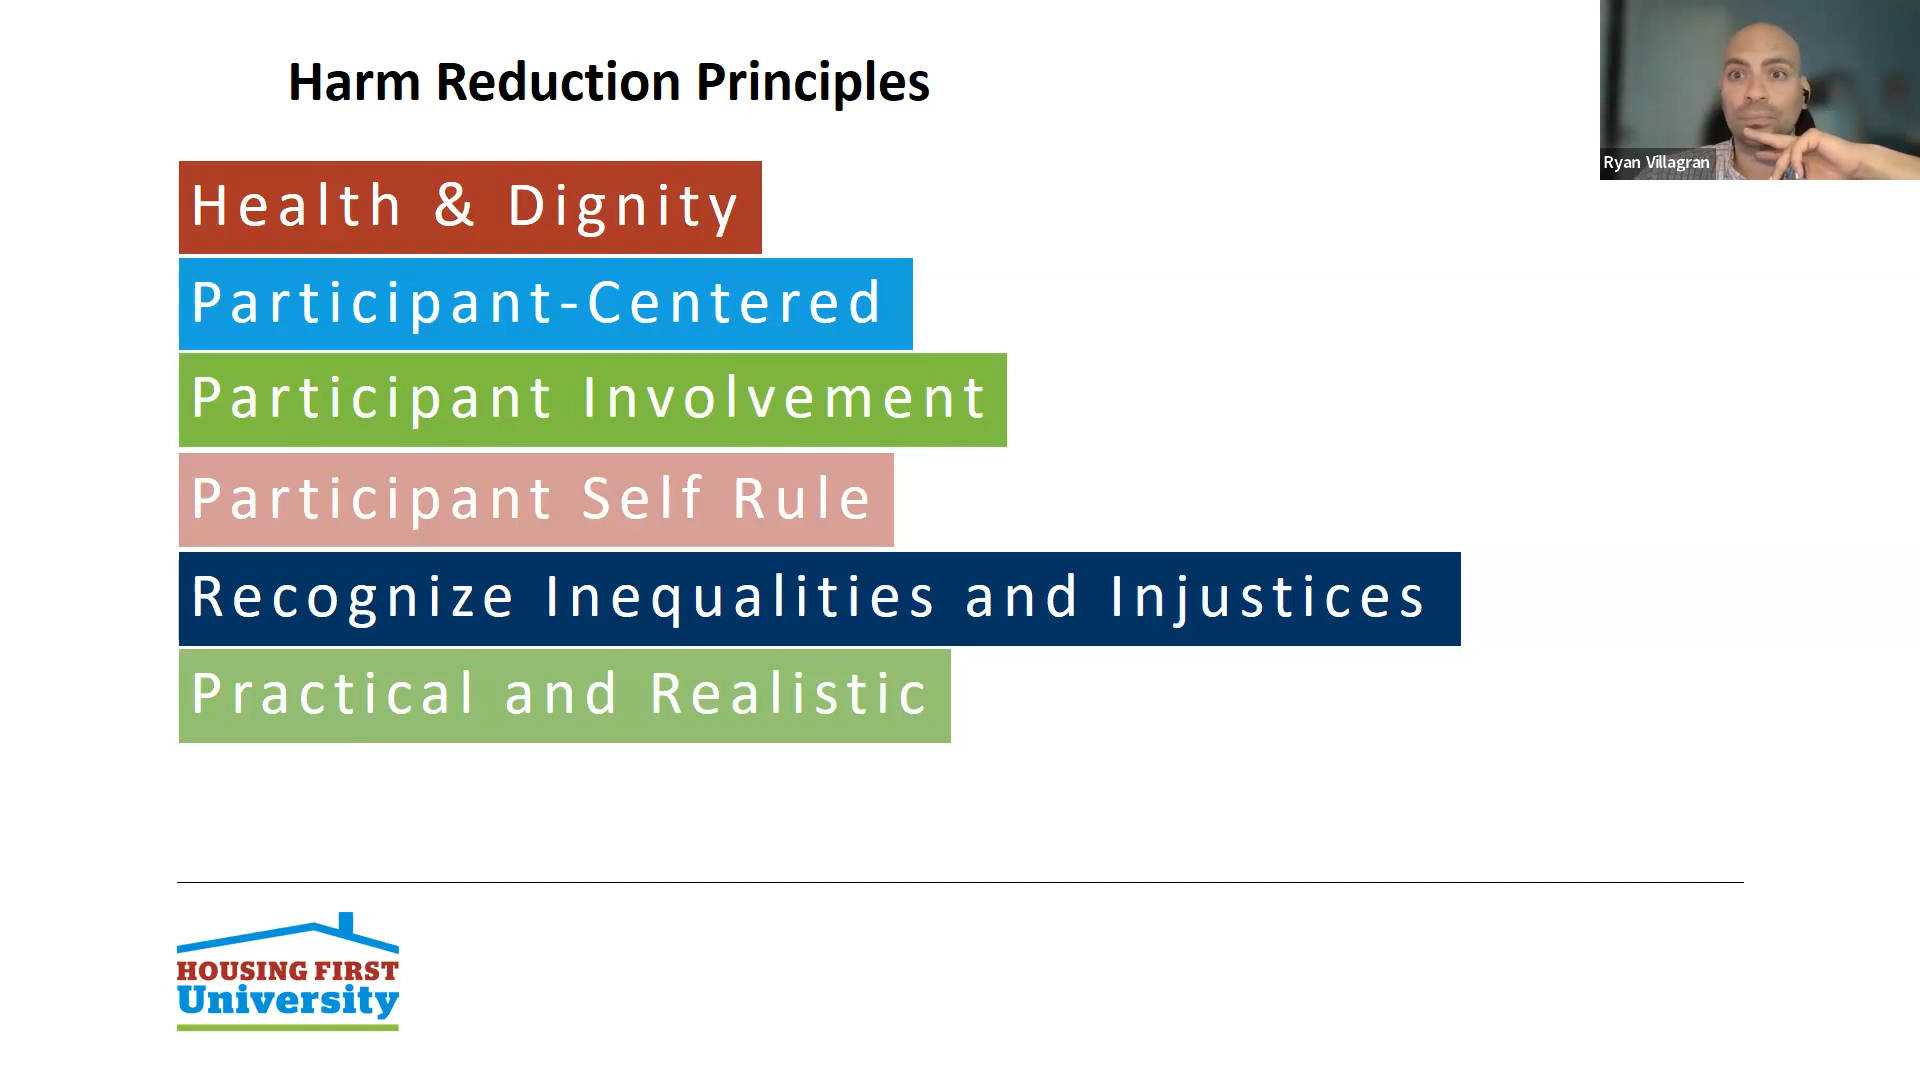 Harm Reduction Principles
Ryan Villagran
Health & Dignity
Participant-Centered
Participant Involvement
Participant Self Rule
Recognize Inequalities and Injustices
Practical and Realistic
HOUSING FIRST
University